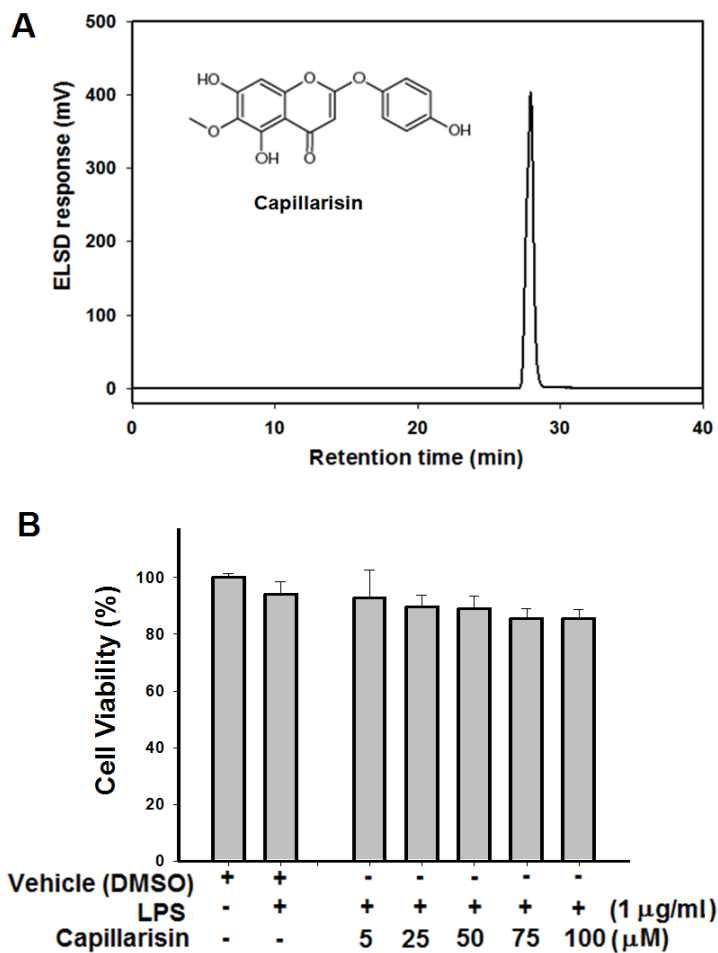 A
500
400
300
200
100
0
ELSD response (mV)
HO
O
O
O
OH
O
OH
Capillarisin
0 10 20 30 40
Retention time (min)
B
100
80
60
40
20
0
Cell Viability (%)
Vehicle (DMSO) + + - - - - -
LPS - + + + + + + (1 µg/ml)
Capillarisin - - 5 25 50 75 100 (µM)